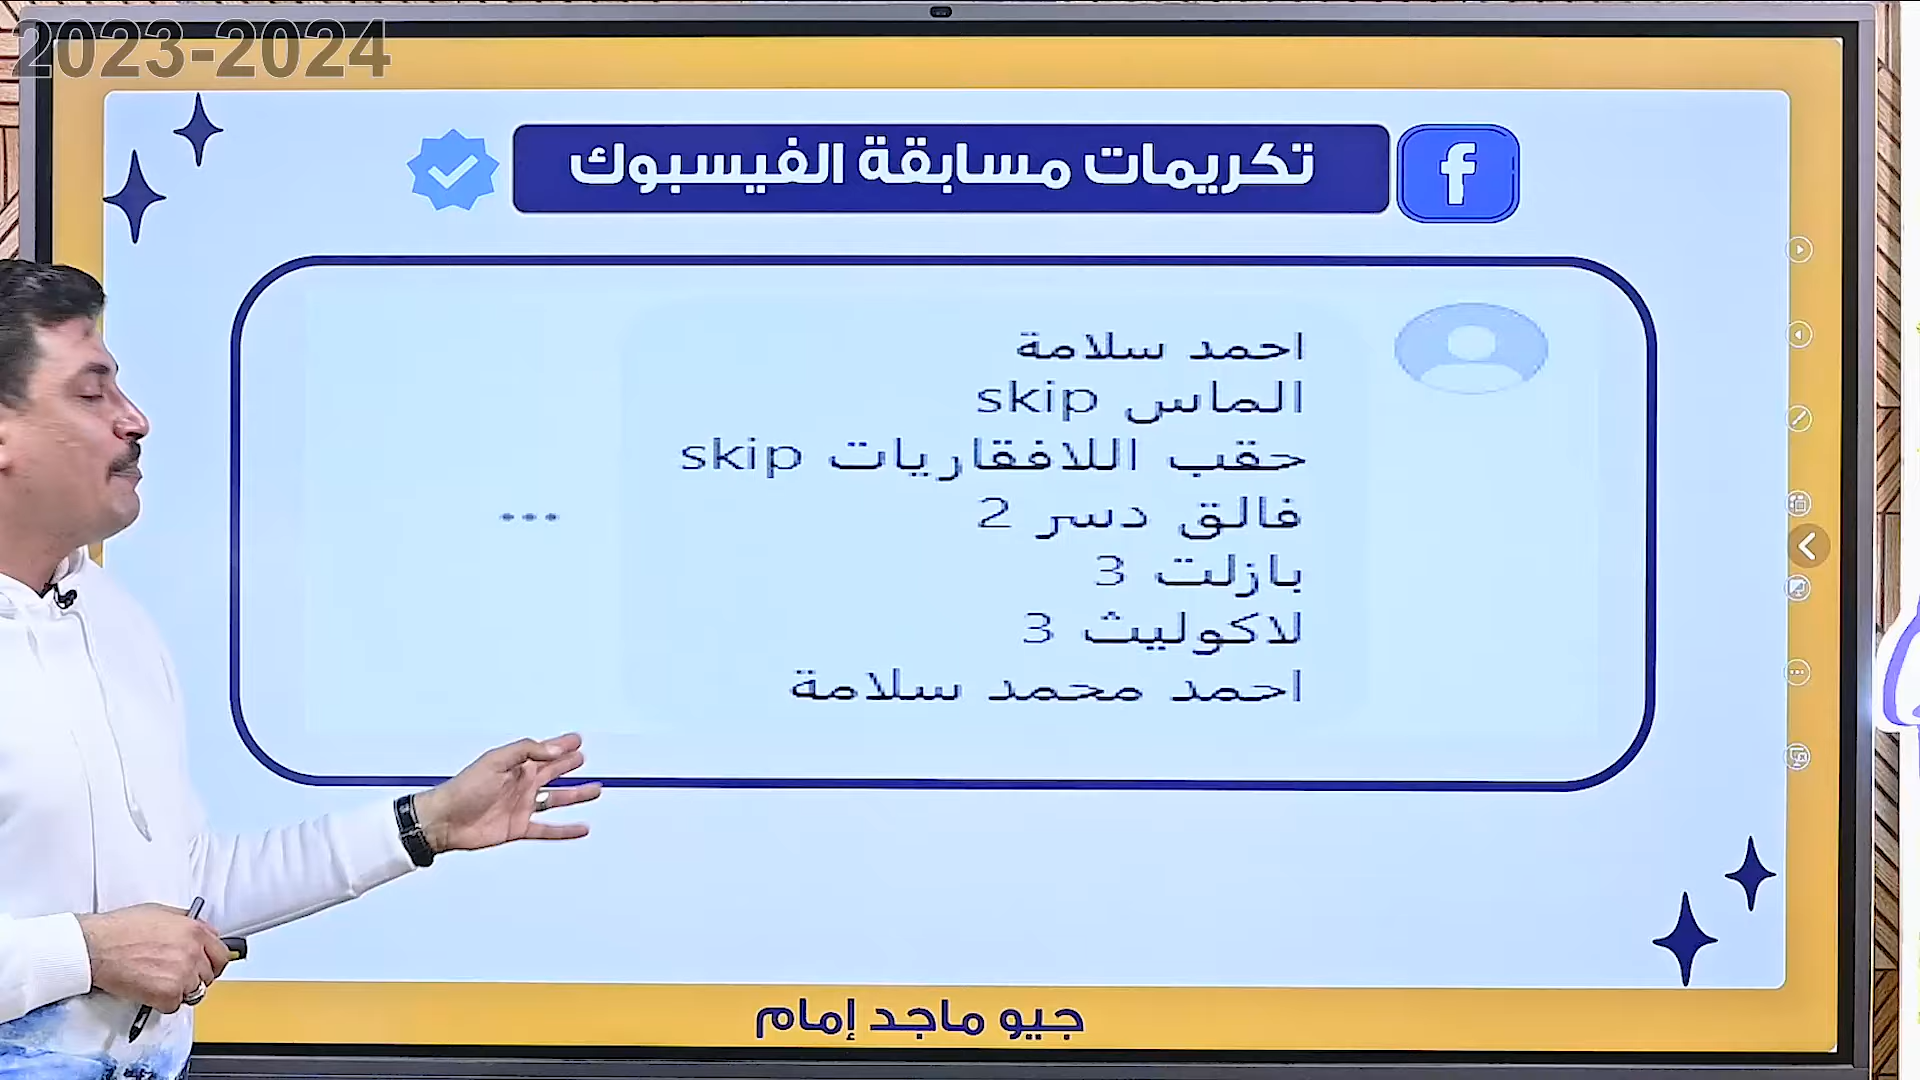 2023-2024
تكريمات مسابقة الفيسبوك
f
احمد سلامة
الماس skip
حقب اللافقاريات skip
فالق دسر 2
بازلت 3
لاكوليث 3
احمد محمد سلامة
جيو ماجد إمام